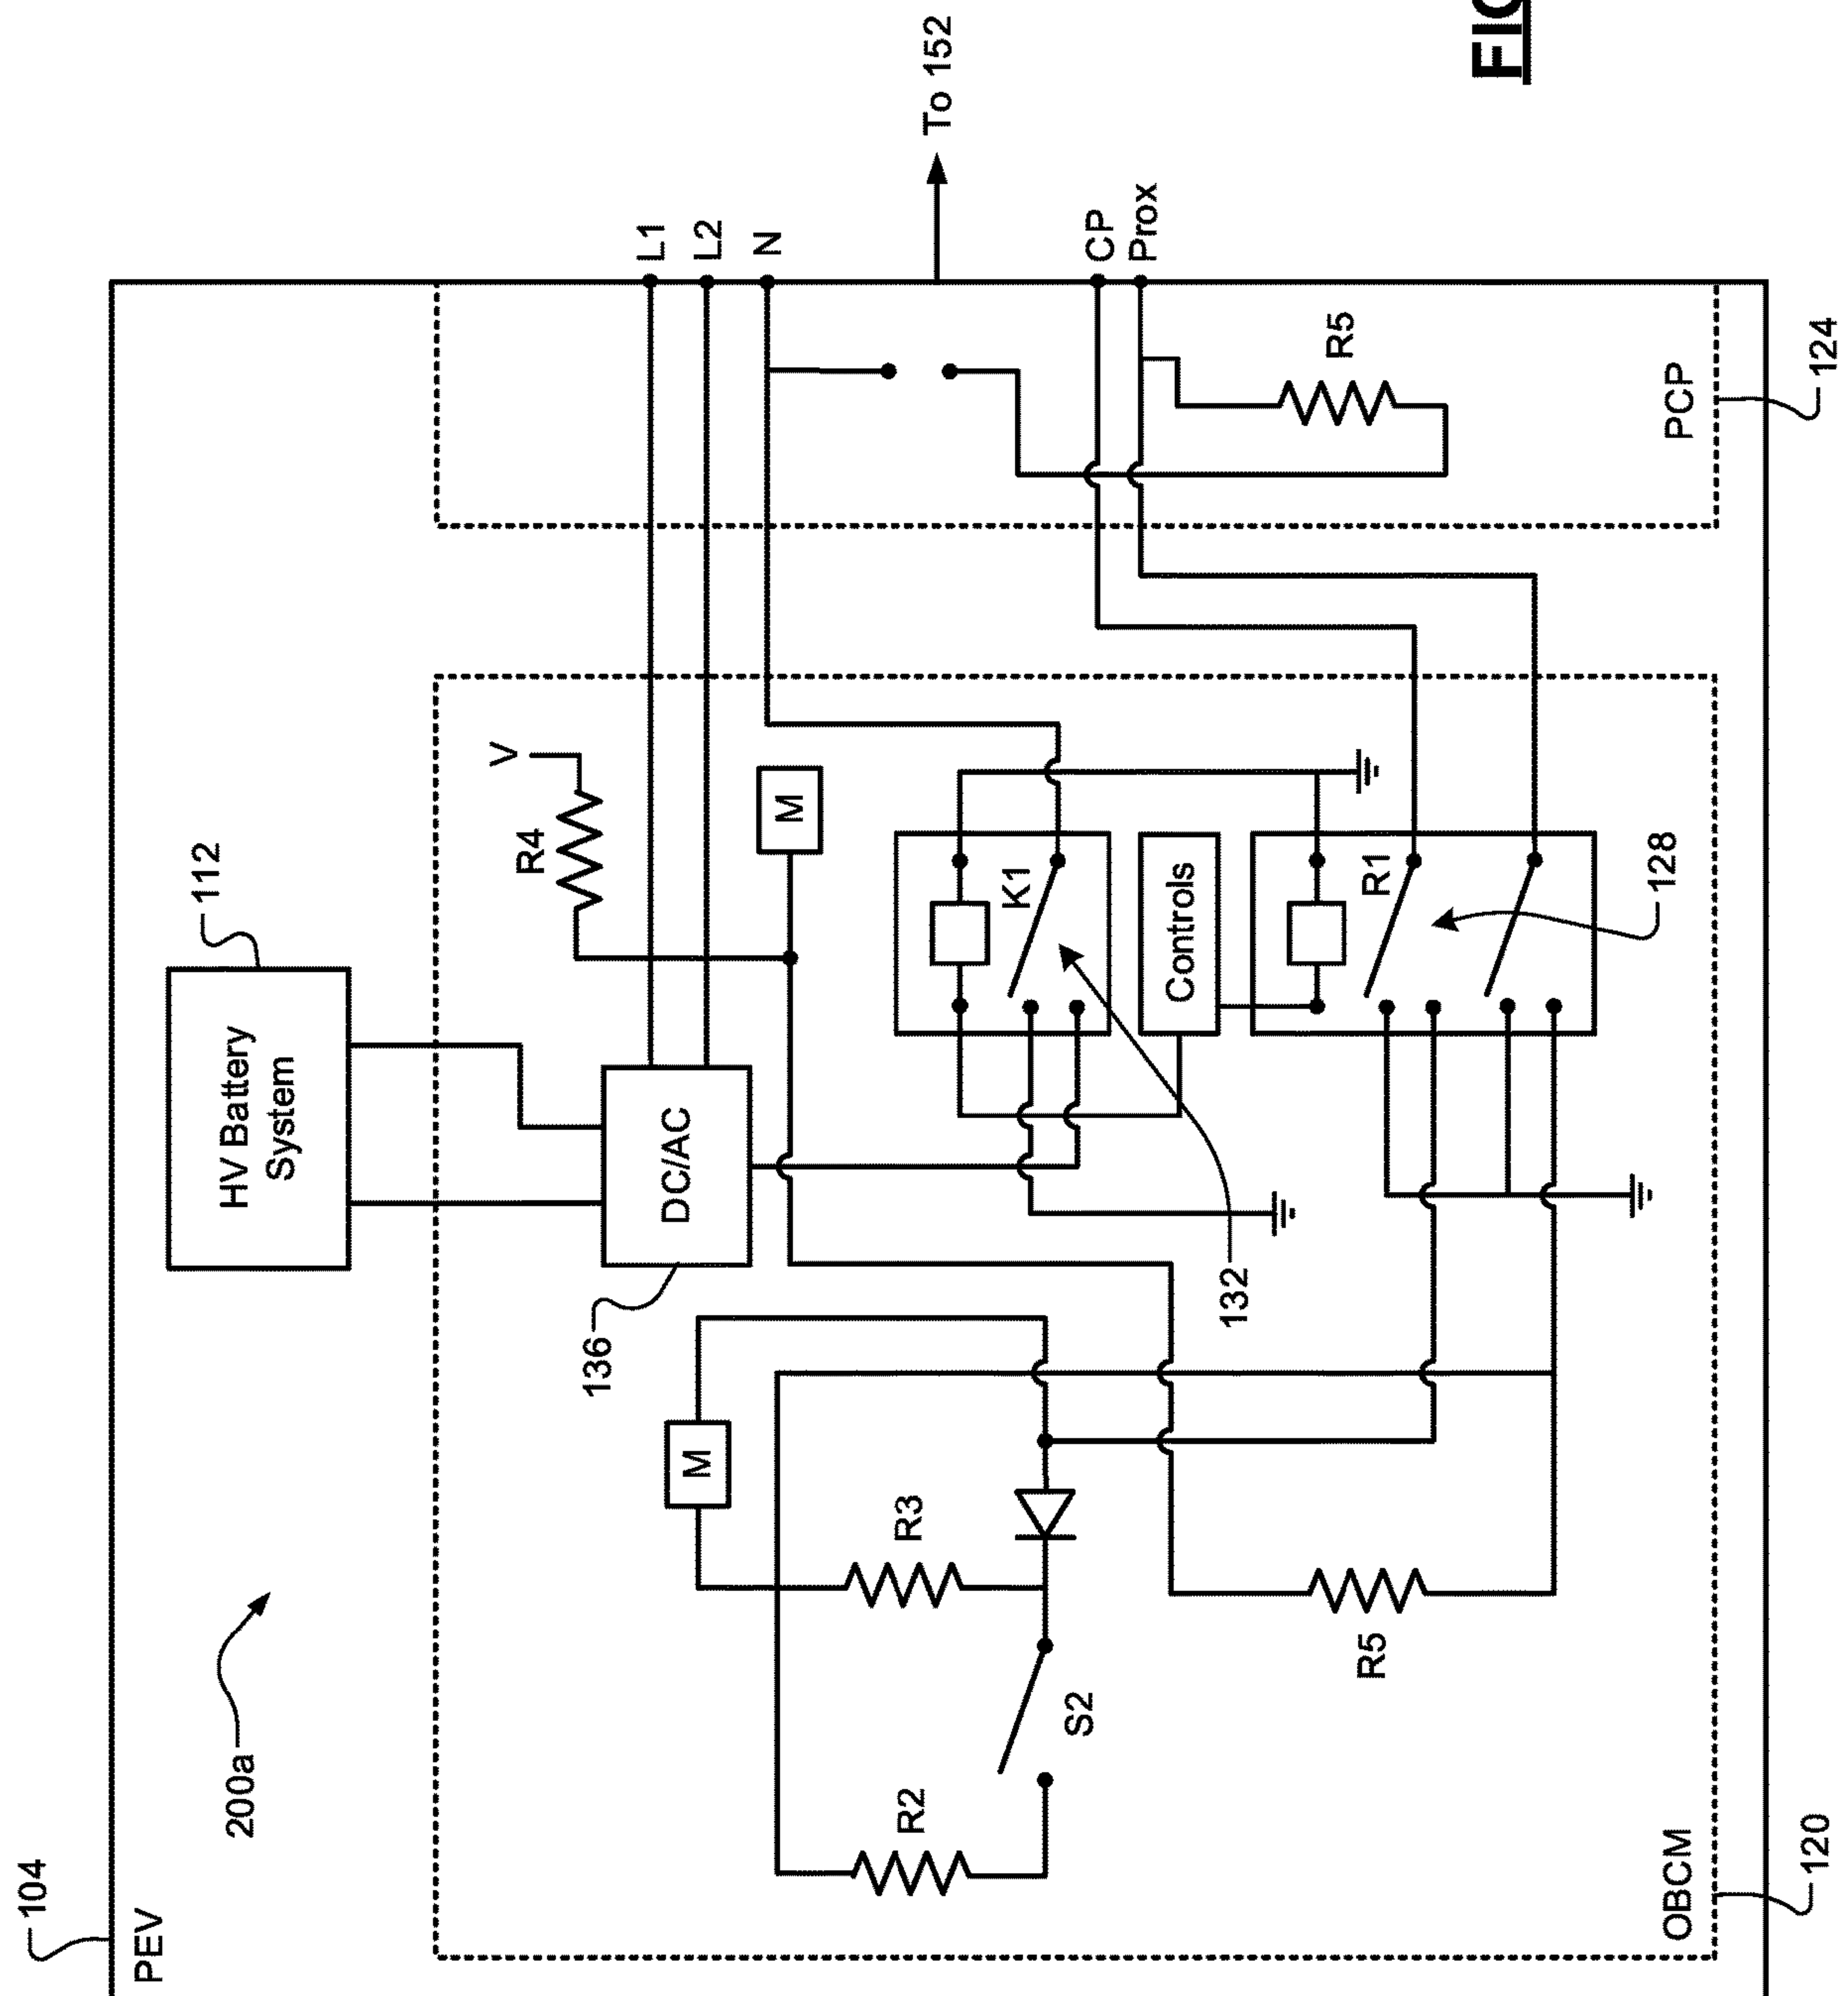 200a
104
PEV
HV Battery
System
112
136
DC/AC
V
R4
M
M
L1
L2
N
To 152
CP
Prox
R5
PCP
124
K1
132
Controls
R1
128
R3
R2
S2
R5
OBCM
120